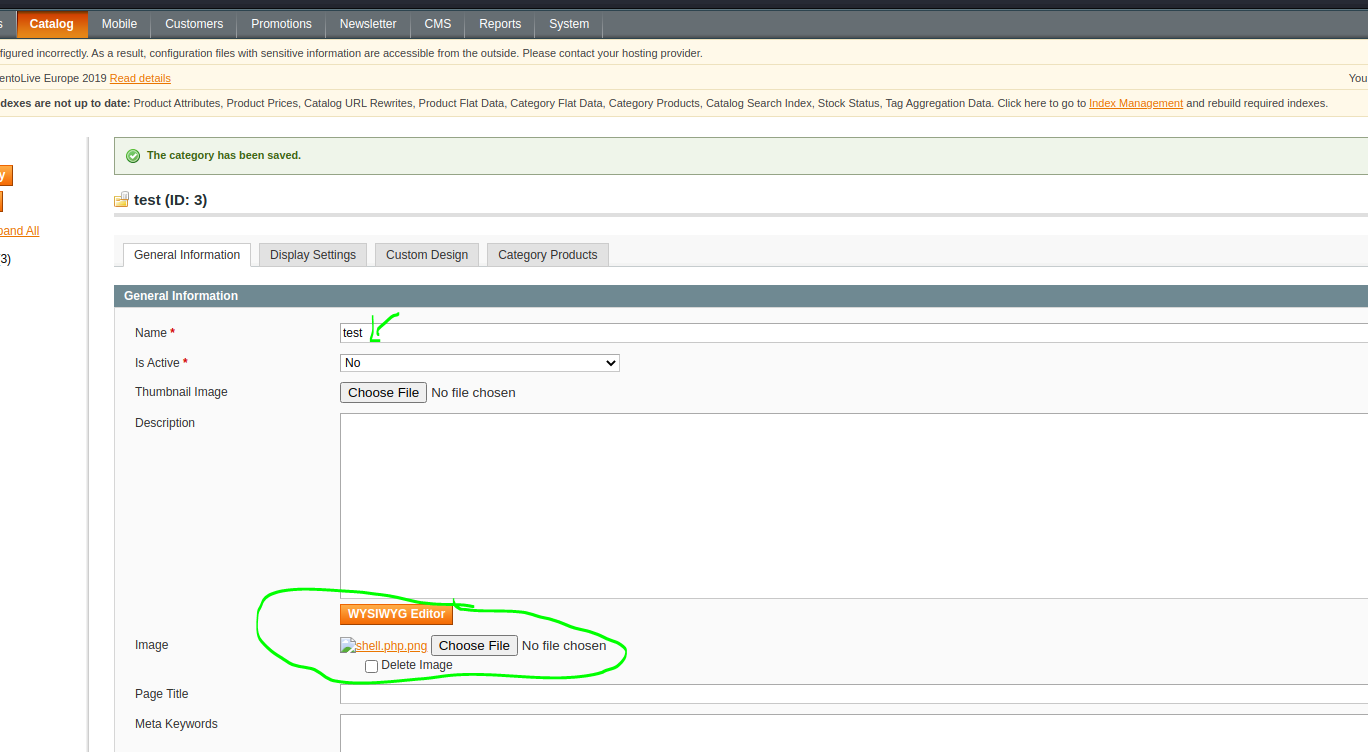 s Catalog Mobile Customers Promotions Newsletter CMS Reports System
figured incorrectly. As a result, configuration files with sensitive information are accessible from the outside. Please contact your hosting provider.
entoLive Europe 2019 Read details You
dexes are not up to date: Product Attributes, Product Prices, Catalog URL Rewrites, Product Flat Data, Category Flat Data, Category Products, Catalog Search Index, Stock Status, Tag Aggregation Data. Click here to go to Index Management and rebuild required indexes.
The category has been saved.
y
test (ID: 3)
pand All
General Information Display Settings Custom Design Category Products
3)
General Information
Name * test
Is Active * No
Thumbnail Image Choose File No file chosen
Description
WYSIWYG Editor
Image shell.php.png Choose File No file chosen
Delete Image
Page Title
Meta Keywords